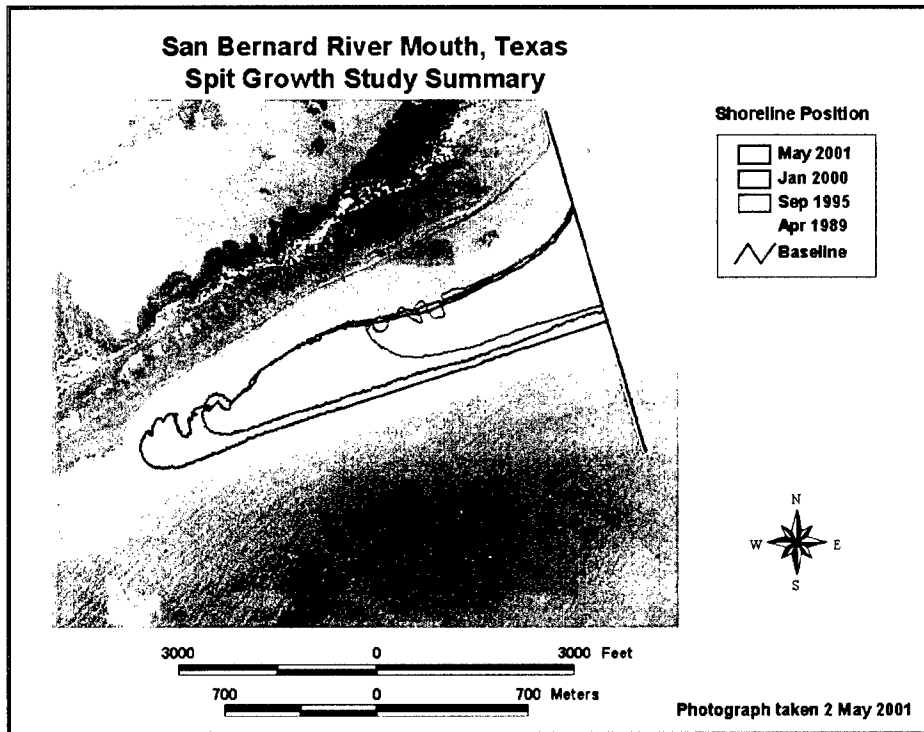 San Bernard River Mouth, Texas
Spit Growth Study Summary
Shoreline Position
May 2001
Jan 2000
Sep 1995
Apr 1989
Baseline
N
W E
S
3000 0 3000 Feet
700 0 700 Meters
Photograph taken 2 May 2001